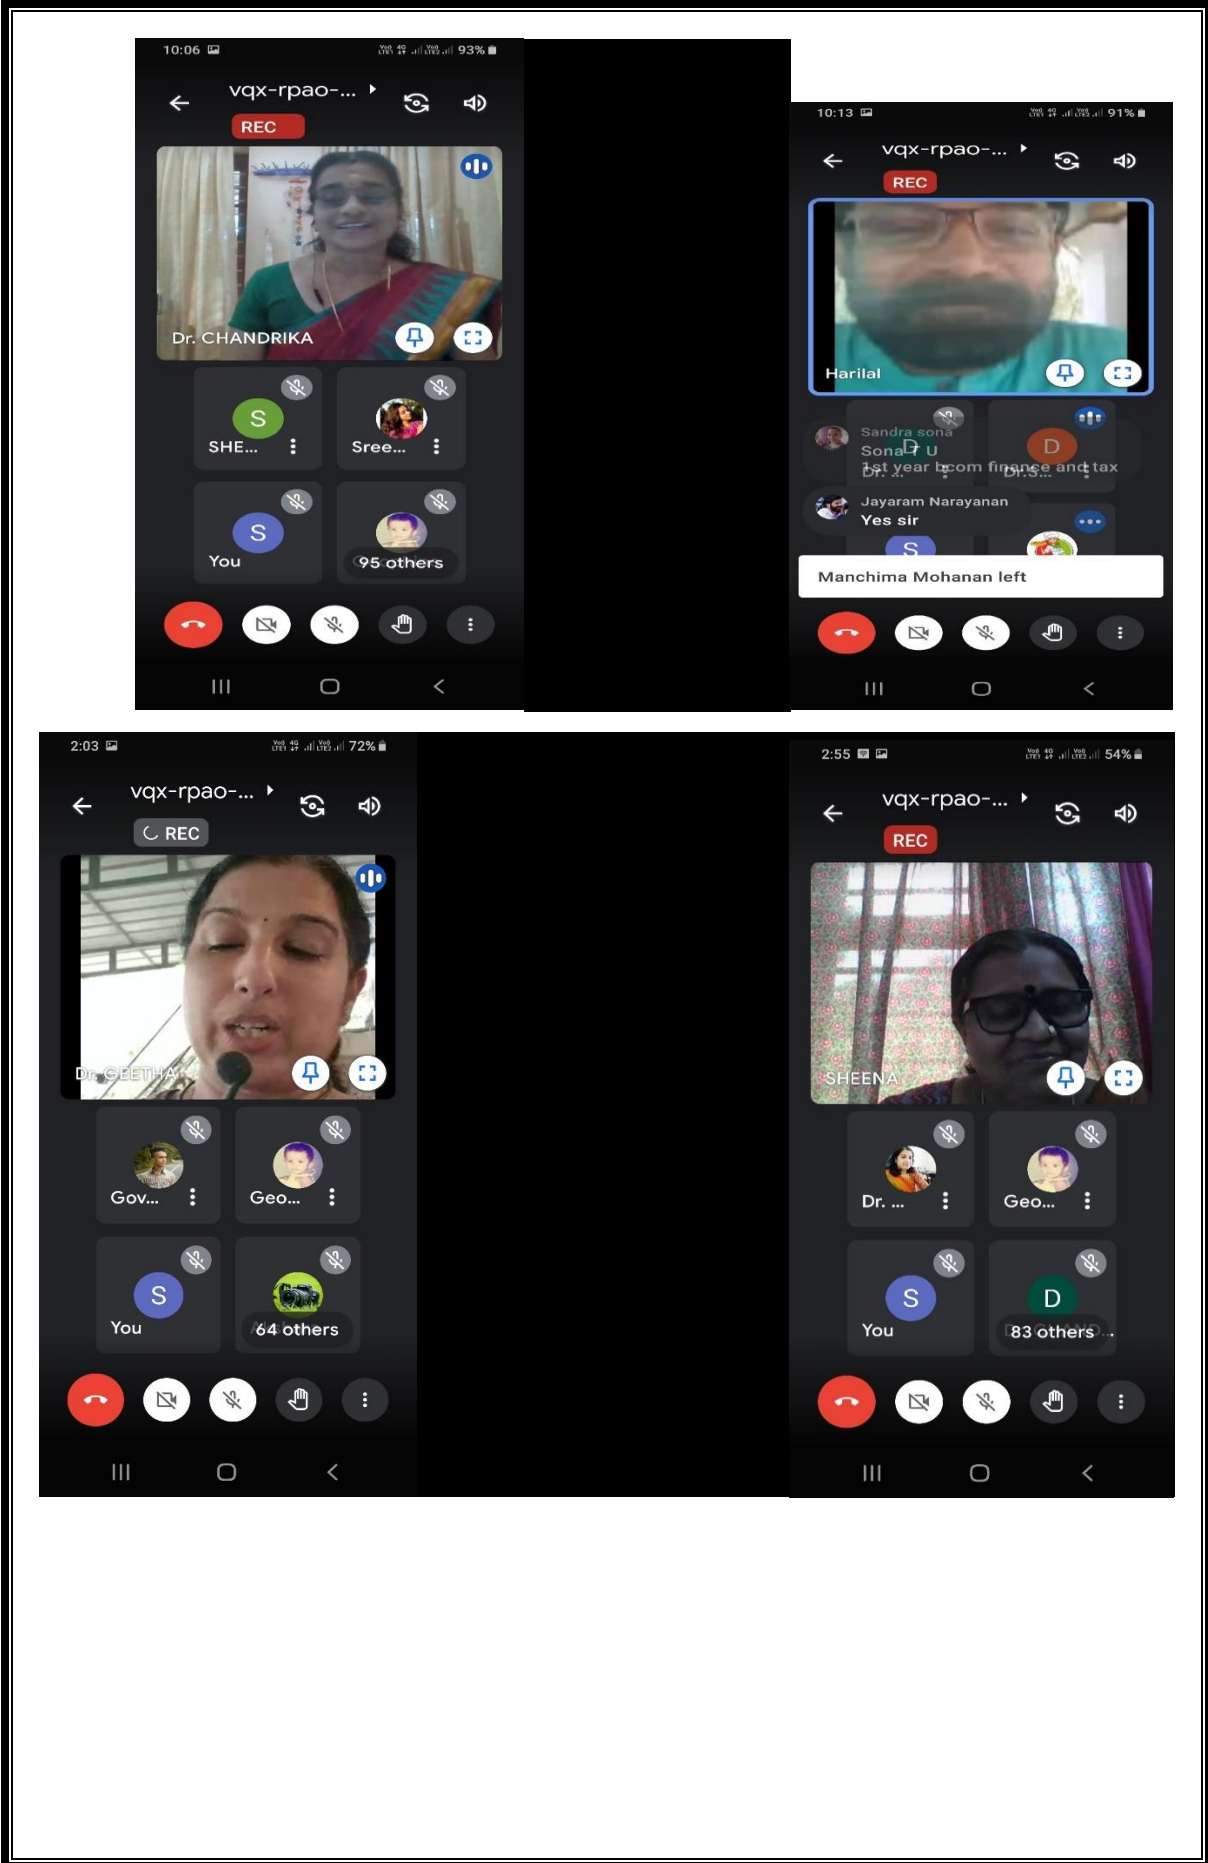 10:06 93%
vqx-rpao-...
REC
Dr. CHANDRIKA
S
SHE... Sree...
S
You 95 others
10:13 91%
vqx-rpao-...
REC
Harilal
Sandra sona
D D
Sona T U
Dr. ... Dr.S...
1st year bcom finance and tax
Jayaram Narayanan
Yes sir
S
Manchima Mohanan left
2:03 72%
vqx-rpao-...
REC
Dr. GEETHA
Gov... Geo...
S
You 64 others
2:55 54%
vqx-rpao-...
REC
SHEENA
Dr. ... Geo...
S D
You 83 others